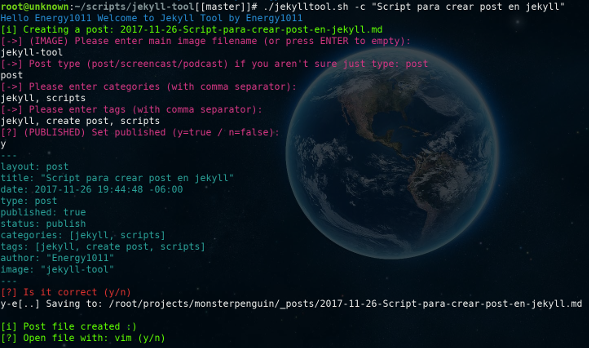 root@unknown:~/scripts/jekyll-tool[[master]]# ./jekylltool.sh -c "Script para crear post en jekyll"
Hello Energy1011 Welcome to Jekyll Tool by Energy1011
[i] Creating a post: 2017-11-26-Script-para-crear-post-en-jekyll.md
[->] (IMAGE) Please enter main image filename (or press ENTER to empty):
jekyll-tool
[->] Post type (post/screencast/podcast) if you aren't sure just type: post
post
[->] Please enter categories (with comma separator):
jekyll, scripts
[->] Please enter tags (with comma separator):
jekyll, create post, scripts
[?] (PUBLISHED) Set published (y=true / n=false):
y
---
layout: post
title: "Script para crear post en jekyll"
date: 2017-11-26 19:44:48 -06:00
type: post
published: true
status: publish
categories: [jekyll, scripts]
tags: [jekyll, create post, scripts]
author: "Energy1011"
image: "jekyll-tool"
---
[?] Is it correct (y/n)
y-e[..] Saving to: /root/projects/monsterpenguin/_posts/2017-11-26-Script-para-crear-post-en-jekyll.md
[i] Post file created :)
[?] Open file with: vim (y/n)